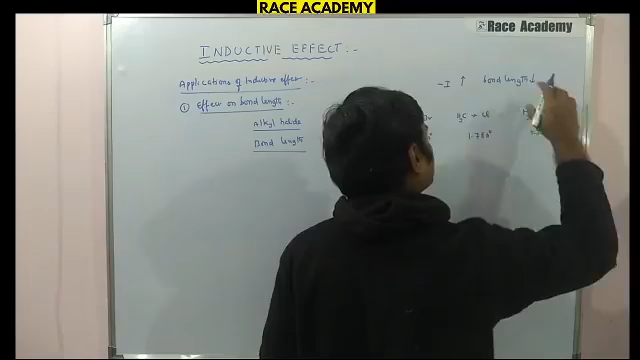 RACE ACADEMY
Race Academy
INDUCTIVE EFFECT :-
Applications of Inductive effect :-
-I ↑ bond length ↓
① Effect on bond length :-
Alkyl halide
H₃C → Cl
Bond length
1.78 A°